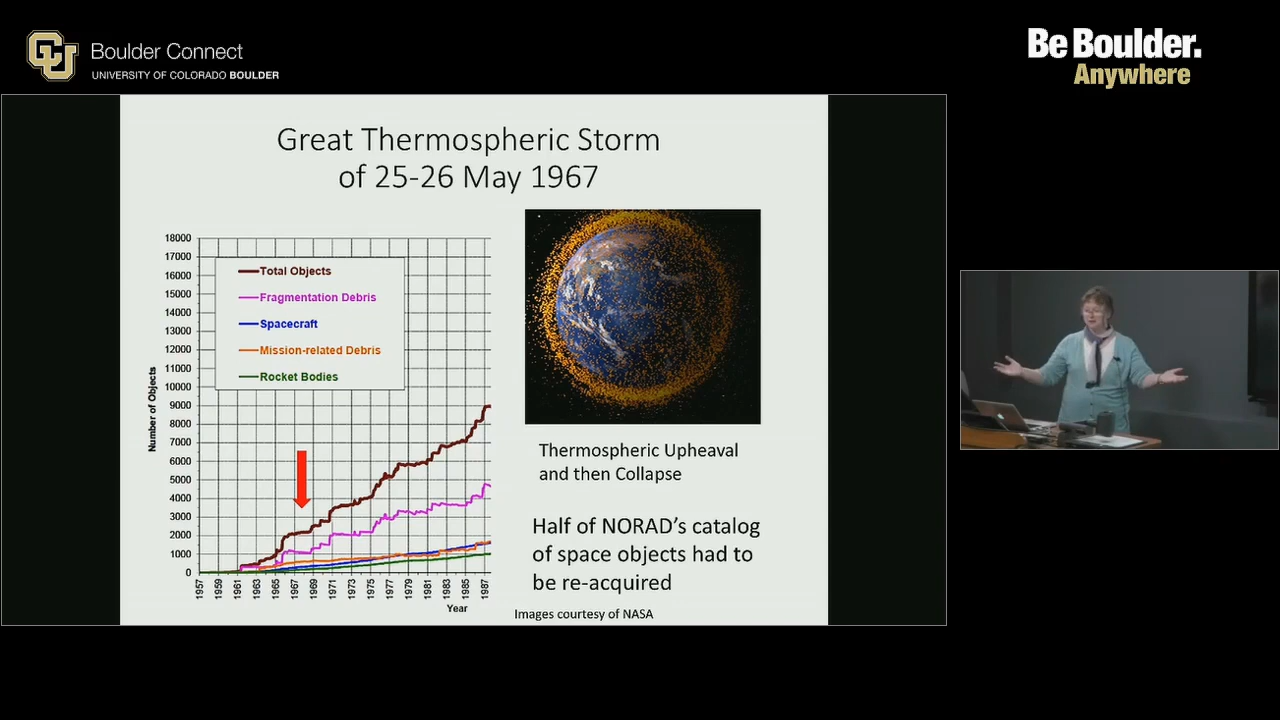 CU
Boulder Connect
UNIVERSITY OF COLORADO BOULDER
Be Boulder.
Anywhere
Great Thermospheric Storm
of 25-26 May 1967
18000
17000
16000
15000
14000
13000
12000
11000
10000
9000
8000
7000
6000
5000
4000
3000
2000
1000
0
Number of Objects
Total Objects
Fragmentation Debris
Spacecraft
Mission-related Debris
Rocket Bodies
1957
1959
1961
1963
1965
1967
1969
1971
1973
1975
1977
1979
1981
1983
1985
1987
Year
Thermospheric Upheaval
and then Collapse
Half of NORAD's catalog
of space objects had to
be re-acquired
Images courtesy of NASA